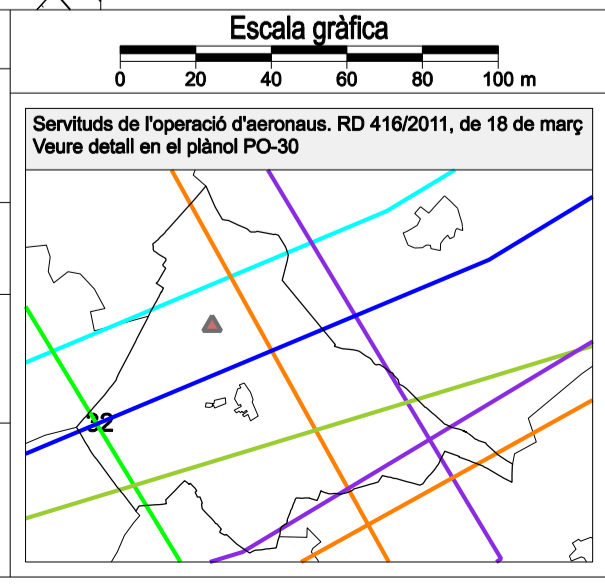 Escala gràfica
0 20 40 60 80 100 m
Servituds de l'operació d'aeronaus. RD 416/2011, de 18 de març
Veure detall en el plànol PO-30